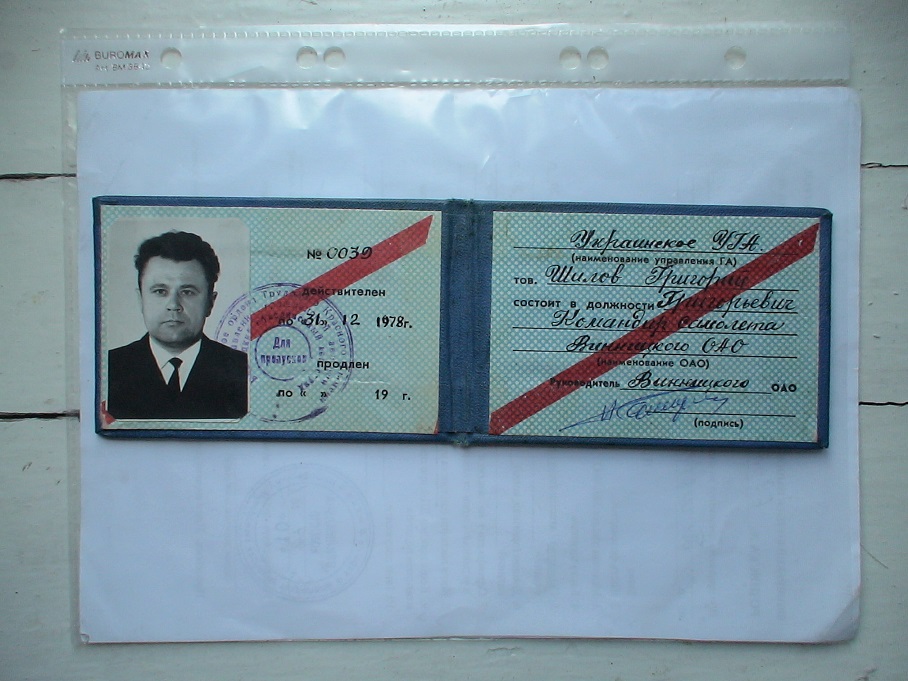 BUROMAX
№ 0039
действителен
по „31„ 12 1978г.
продлен
по “ ” 19 г.
Для
пропусков
Украинское УГА.
(наименование управления ГА)
тов. Шилов Григорий
состоит в должности Григорьевич
Командир самолета
Винницкого ОАО
(наименование ОАО)
Руководитель Винницкого ОАО
(подпись)